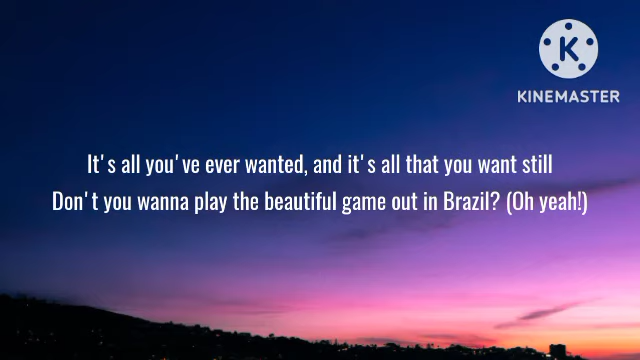 K
KINEMASTER
It's all you've ever wanted, and it's all that you want still
Don't you wanna play the beautiful game out in Brazil? (Oh yeah!)